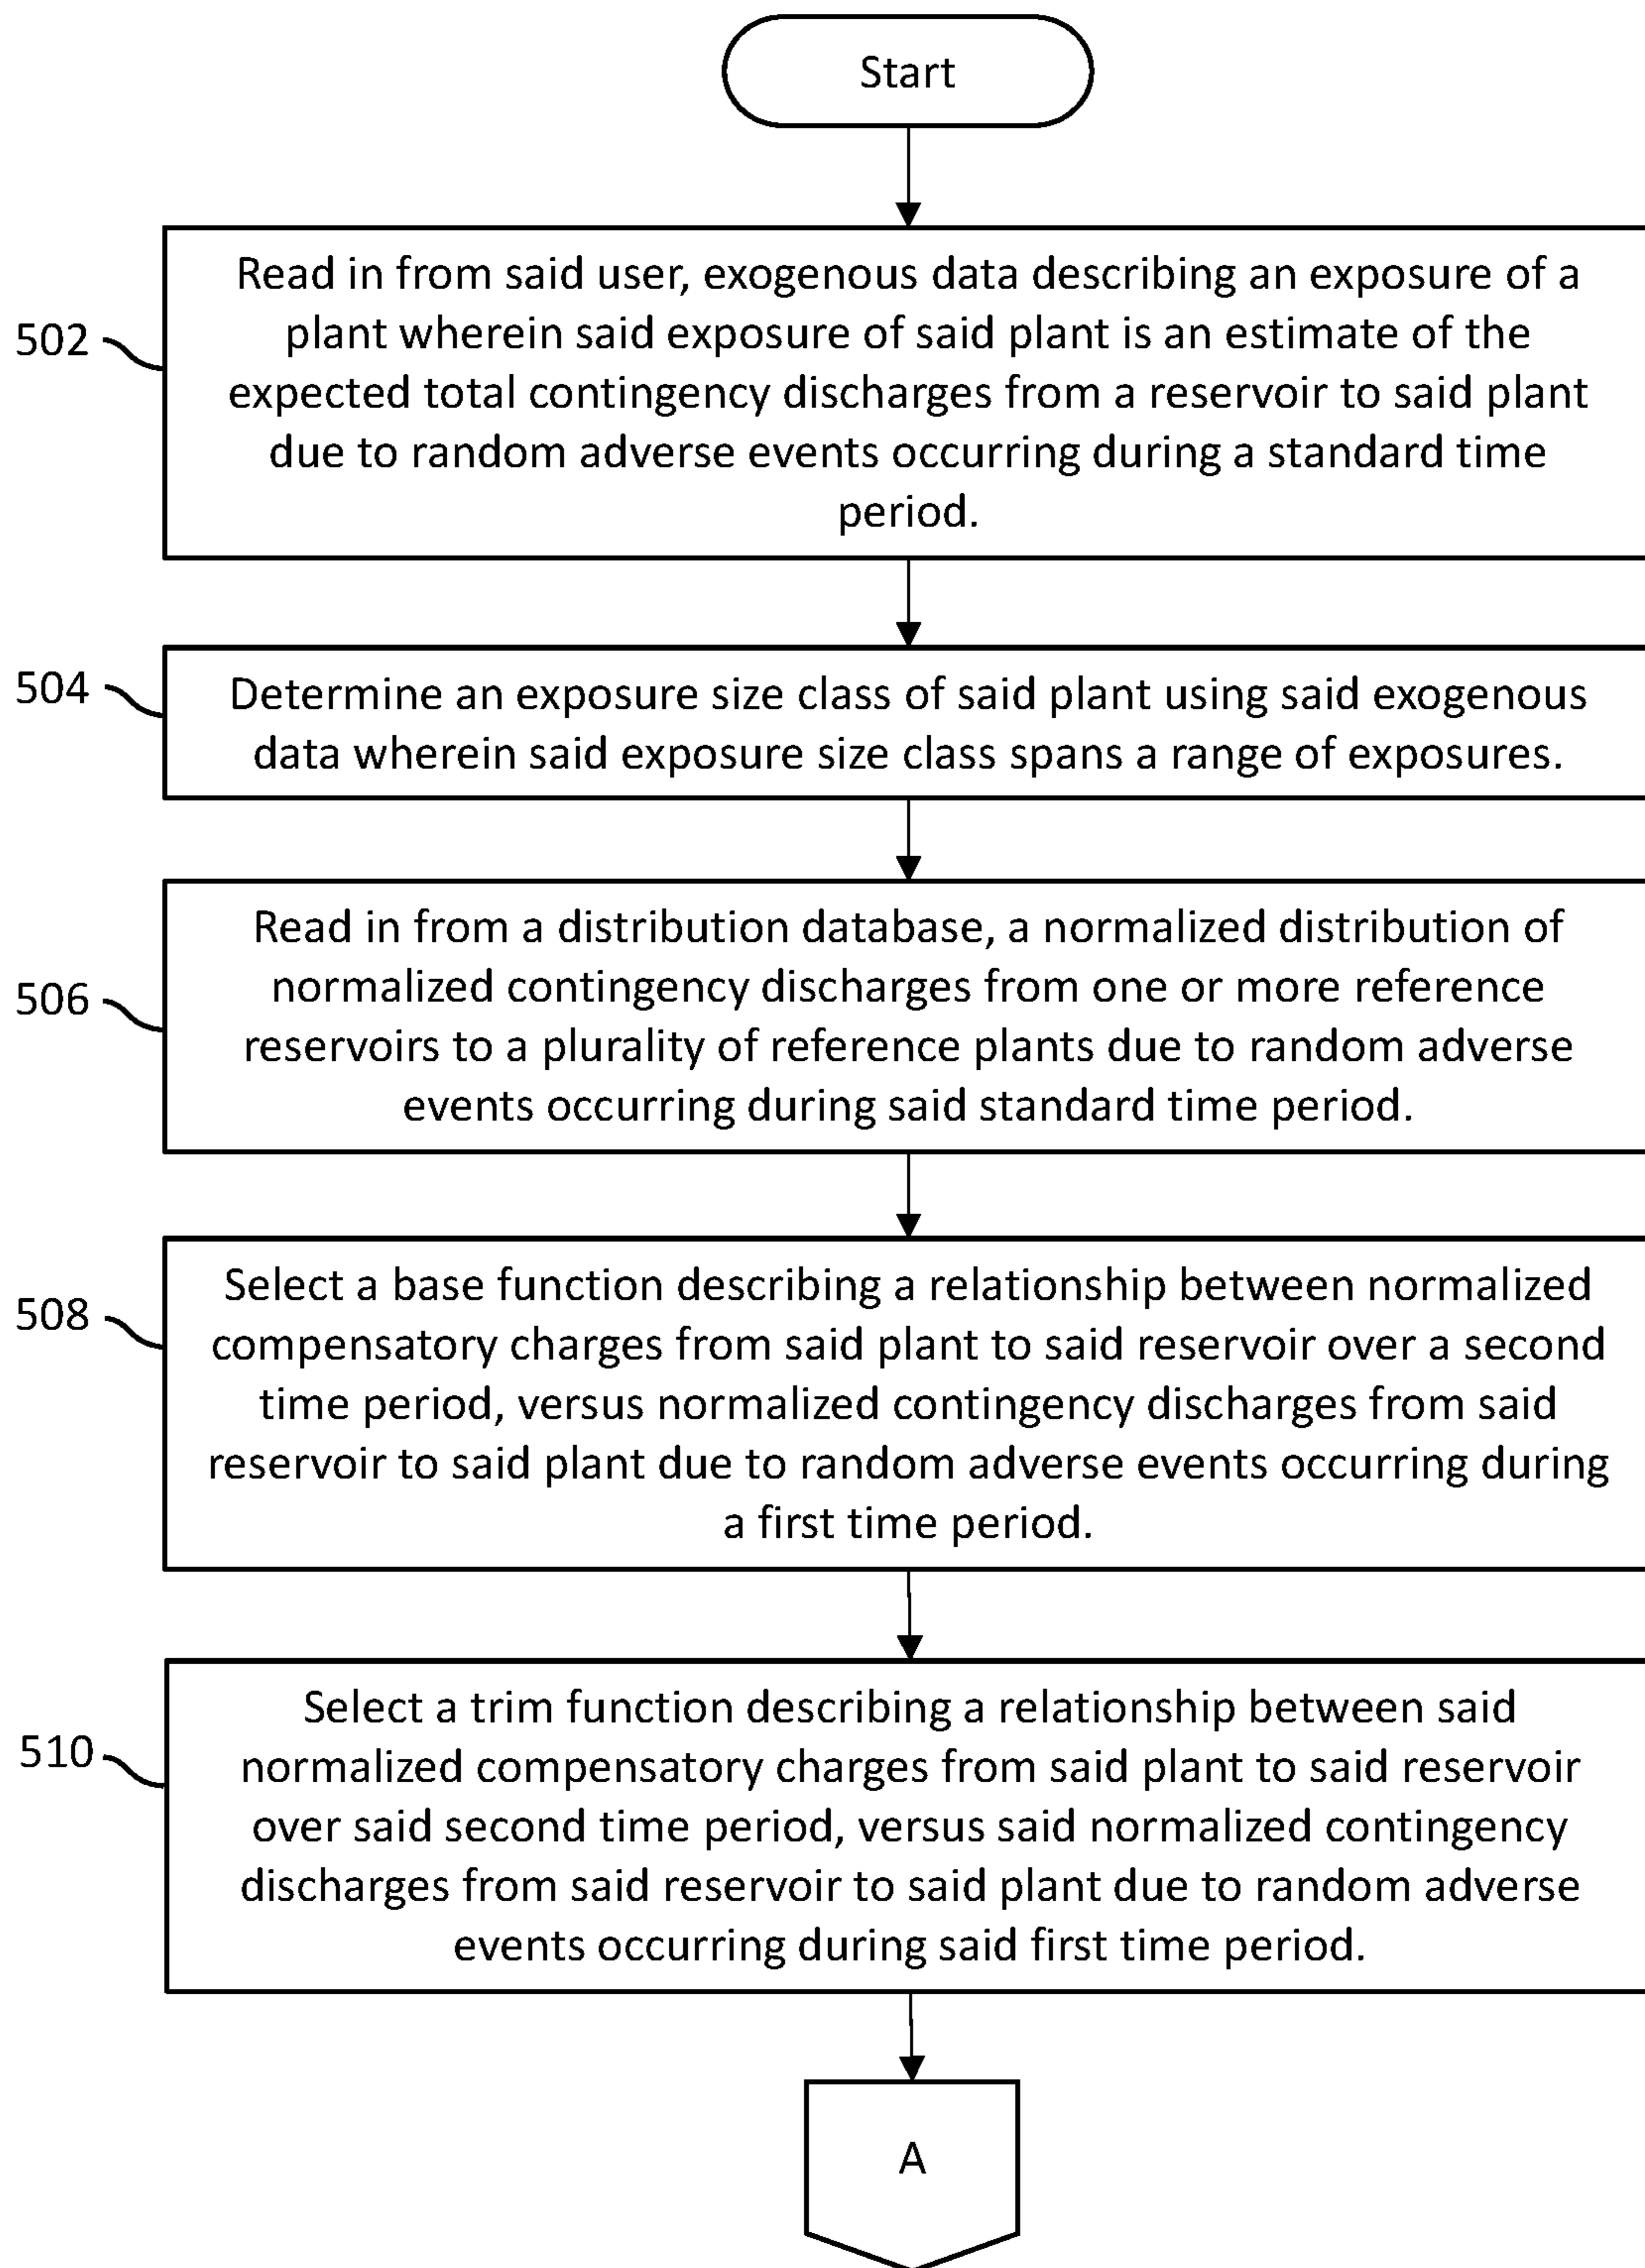 Start
502
Read in from said user, exogenous data describing an exposure of a
plant wherein said exposure of said plant is an estimate of the
expected total contingency discharges from a reservoir to said plant
due to random adverse events occurring during a standard time
period.
504
Determine an exposure size class of said plant using said exogenous
data wherein said exposure size class spans a range of exposures.
506
Read in from a distribution database, a normalized distribution of
normalized contingency discharges from one or more reference
reservoirs to a plurality of reference plants due to random adverse
events occurring during said standard time period.
508
Select a base function describing a relationship between normalized
compensatory charges from said plant to said reservoir over a second
time period, versus normalized contingency discharges from said
reservoir to said plant due to random adverse events occurring during
a first time period.
510
Select a trim function describing a relationship between said
normalized compensatory charges from said plant to said reservoir
over said second time period, versus said normalized contingency
discharges from said reservoir to said plant due to random adverse
events occurring during said first time period.
A